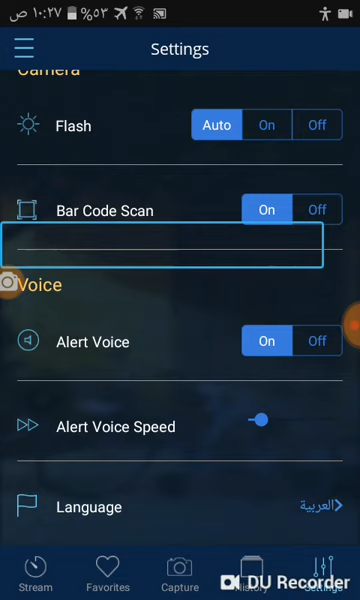 ١٠:٢٧ ص %٥٣
Settings
Camera
Flash Auto On Off
Bar Code Scan On Off
Voice
Alert Voice On Off
Alert Voice Speed
Language العربية
Stream Favorites Capture History Settings
DU Recorder